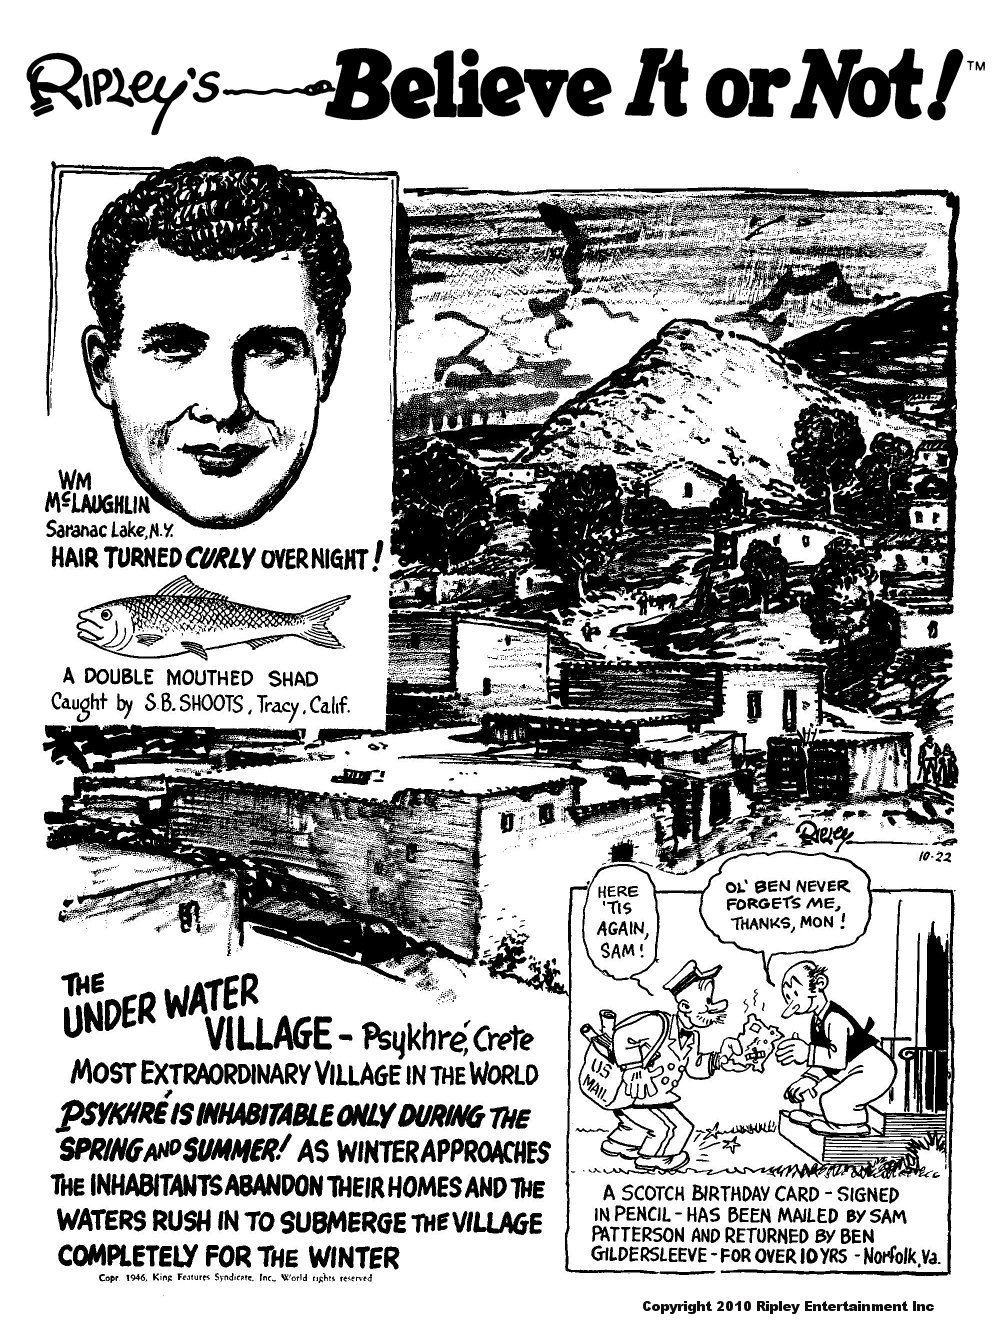 RIPLEY'S Believe It or Not!™
WM
McLAUGHLIN
Saranac Lake, N.Y.
HAIR TURNED CURLY OVER NIGHT!
A DOUBLE MOUTHED SHAD
Caught by S.B. SHOOTS, Tracy, Calif.
RIPLEY
10-22
HERE
'TIS
AGAIN,
SAM!
OL' BEN NEVER
FORGETS ME,
THANKS, MON!
US
MAIL
THE
UNDER WATER
VILLAGE - Psykhré, Crete
MOST EXTRAORDINARY VILLAGE IN THE WORLD
PSYKHRÉ IS INHABITABLE ONLY DURING THE
SPRING AND SUMMER! AS WINTER APPROACHES
THE INHABITANTS ABANDON THEIR HOMES AND THE
WATERS RUSH IN TO SUBMERGE THE VILLAGE
COMPLETELY FOR THE WINTER
Copr. 1946, King Features Syndicate, Inc., World rights reserved
A SCOTCH BIRTHDAY CARD - SIGNED
IN PENCIL - HAS BEEN MAILED BY SAM
PATTERSON AND RETURNED BY BEN
GILDERSLEEVE - FOR OVER 10 YRS - Norfolk, Va.
Copyright 2010 Ripley Entertainment Inc